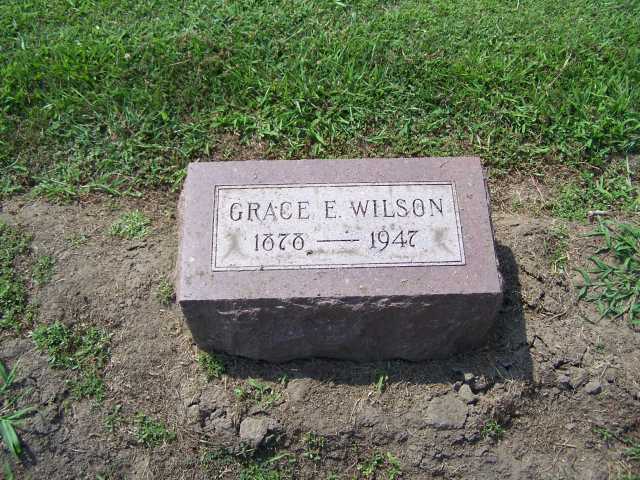 GRACE E. WILSON
1878 — 1947